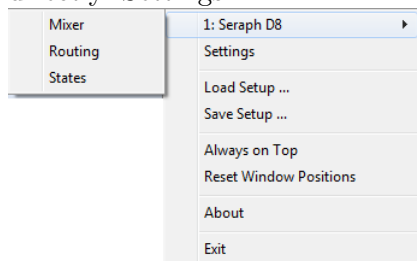 Mixer
Routing
States
1: Seraph D8
Settings
Load Setup ...
Save Setup ...
Always on Top
Reset Window Positions
About
Exit